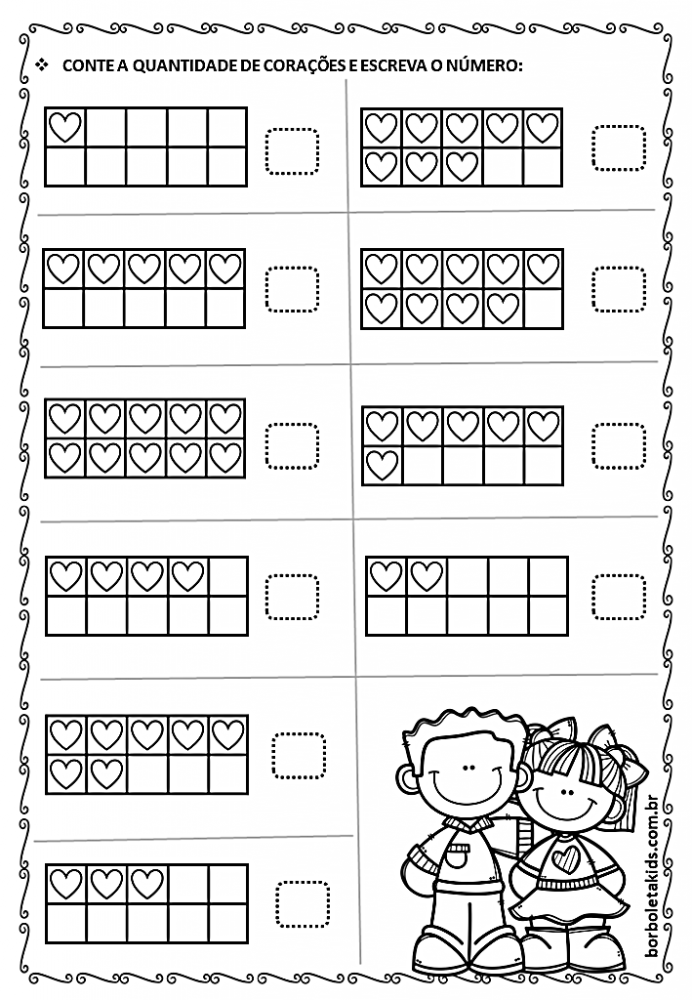 CONTE A QUANTIDADE DE CORAÇÕES E ESCREVA O NÚMERO:
borboletakids.com.br